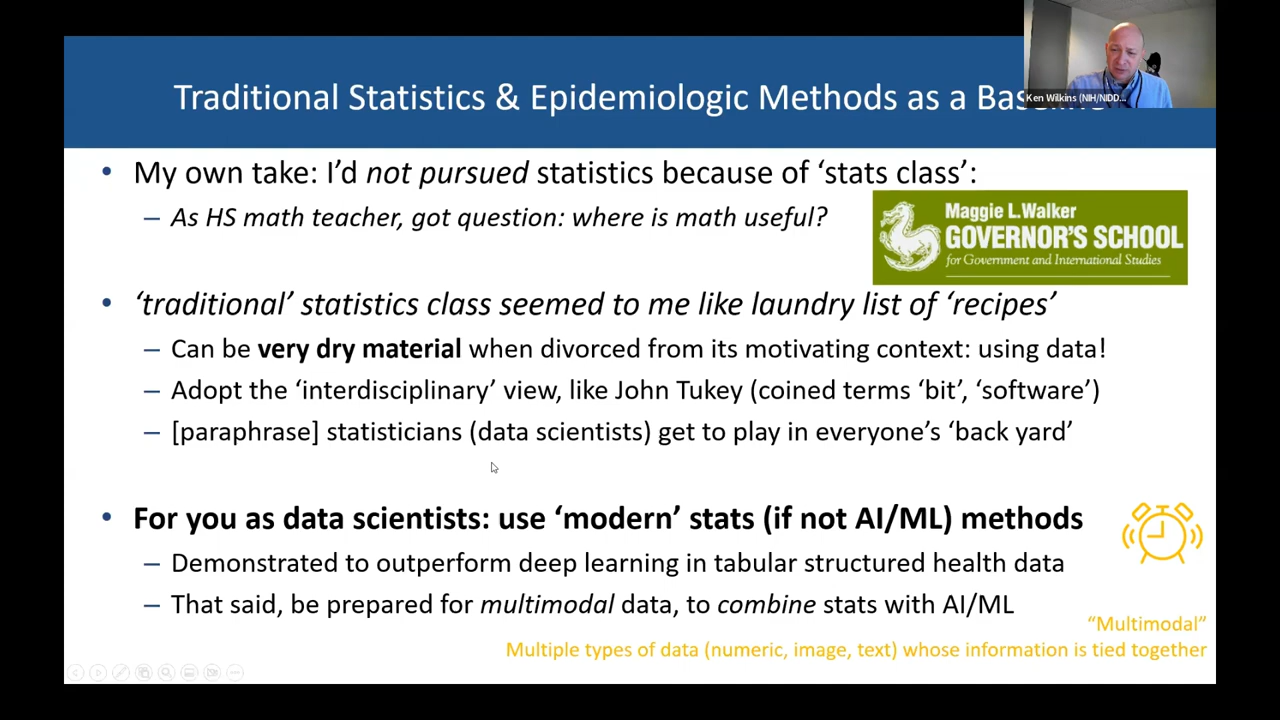 Traditional Statistics & Epidemiologic Methods as a Baseline
Ken Wilkins (NIH/NIDD...
• My own take: I'd not pursued statistics because of 'stats class':
– As HS math teacher, got question: where is math useful?
Maggie L. Walker
GOVERNOR'S SCHOOL
for Government and International Studies
• 'traditional' statistics class seemed to me like laundry list of 'recipes'
– Can be very dry material when divorced from its motivating context: using data!
– Adopt the 'interdisciplinary' view, like John Tukey (coined terms 'bit', 'software')
– [paraphrase] statisticians (data scientists) get to play in everyone's 'back yard'
• For you as data scientists: use 'modern' stats (if not AI/ML) methods
– Demonstrated to outperform deep learning in tabular structured health data
– That said, be prepared for multimodal data, to combine stats with AI/ML
“Multimodal”
Multiple types of data (numeric, image, text) whose information is tied together